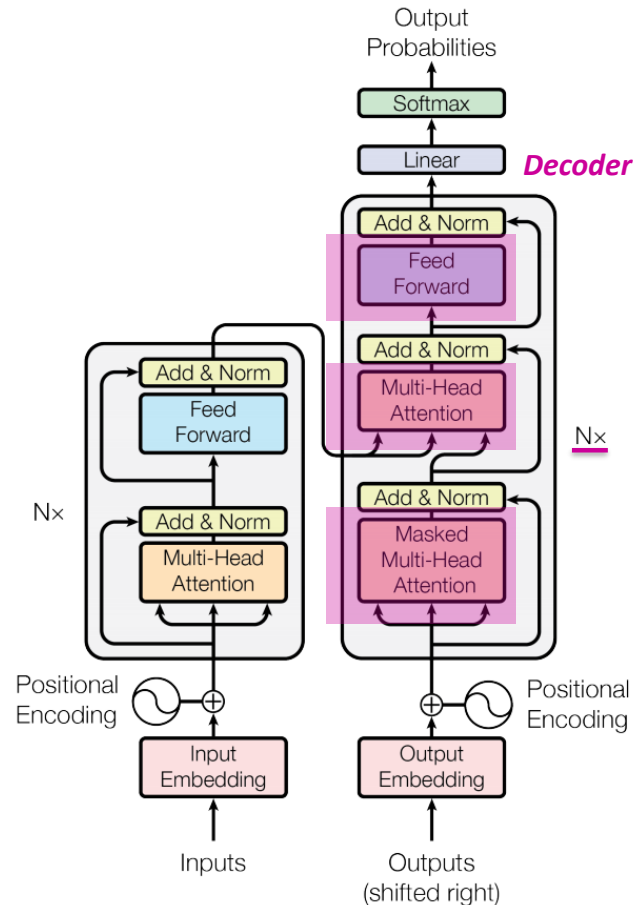 Output
Probabilities
Softmax
Linear
Decoder
Add & Norm
Feed
Forward
Add & Norm
Multi-Head
Attention
N×
Add & Norm
Masked
Multi-Head
Attention
Add & Norm
Feed
Forward
N×
Add & Norm
Multi-Head
Attention
Positional
Encoding
Positional
Encoding
Input
Embedding
Output
Embedding
Inputs
Outputs
(shifted right)